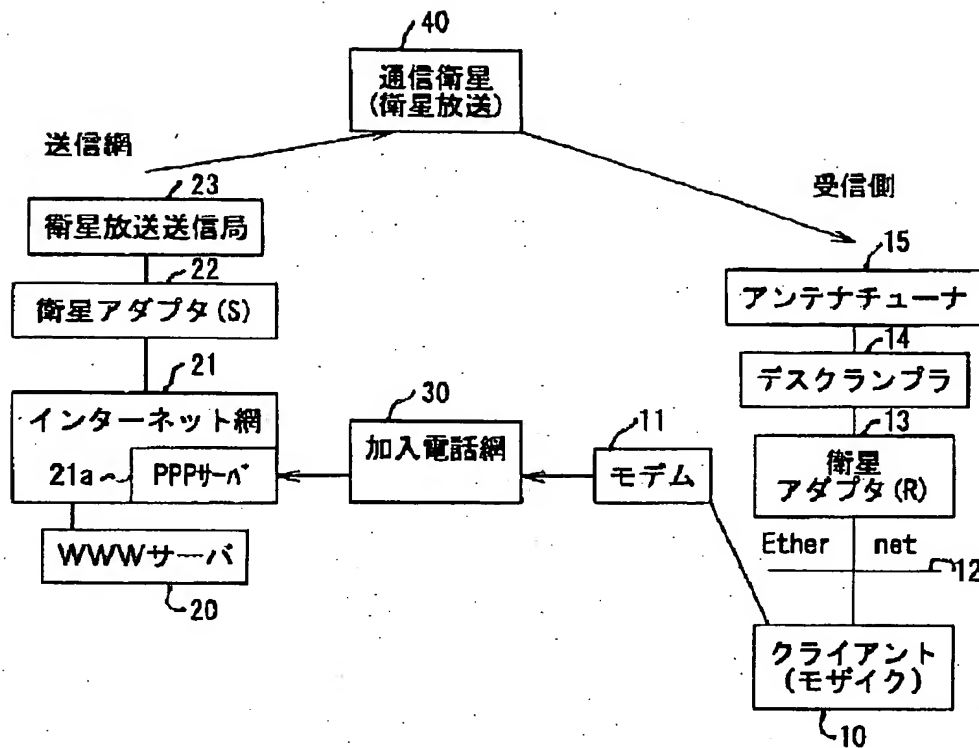 40
通信衛星
(衛星放送)
送信網
23
衛星放送送信局
22
衛星アダプタ(S)
21
インターネット網
21a
PPPサーバ
WWWサーバ
20
30
加入電話網
11
モデム
受信側
15
アンテナチューナ
14
デスクランブラ
13
衛星
アダプタ(R)
Ether net
12
クライアント
(モザイク)
10